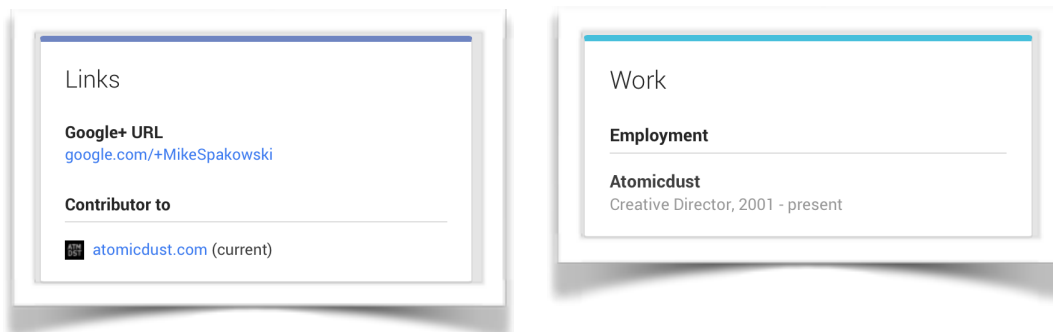 Links
Google+ URL
google.com/+MikeSpakowski
Contributor to
ATM
DST
atomicdust.com (current)
Work
Employment
Atomicdust
Creative Director, 2001 - present